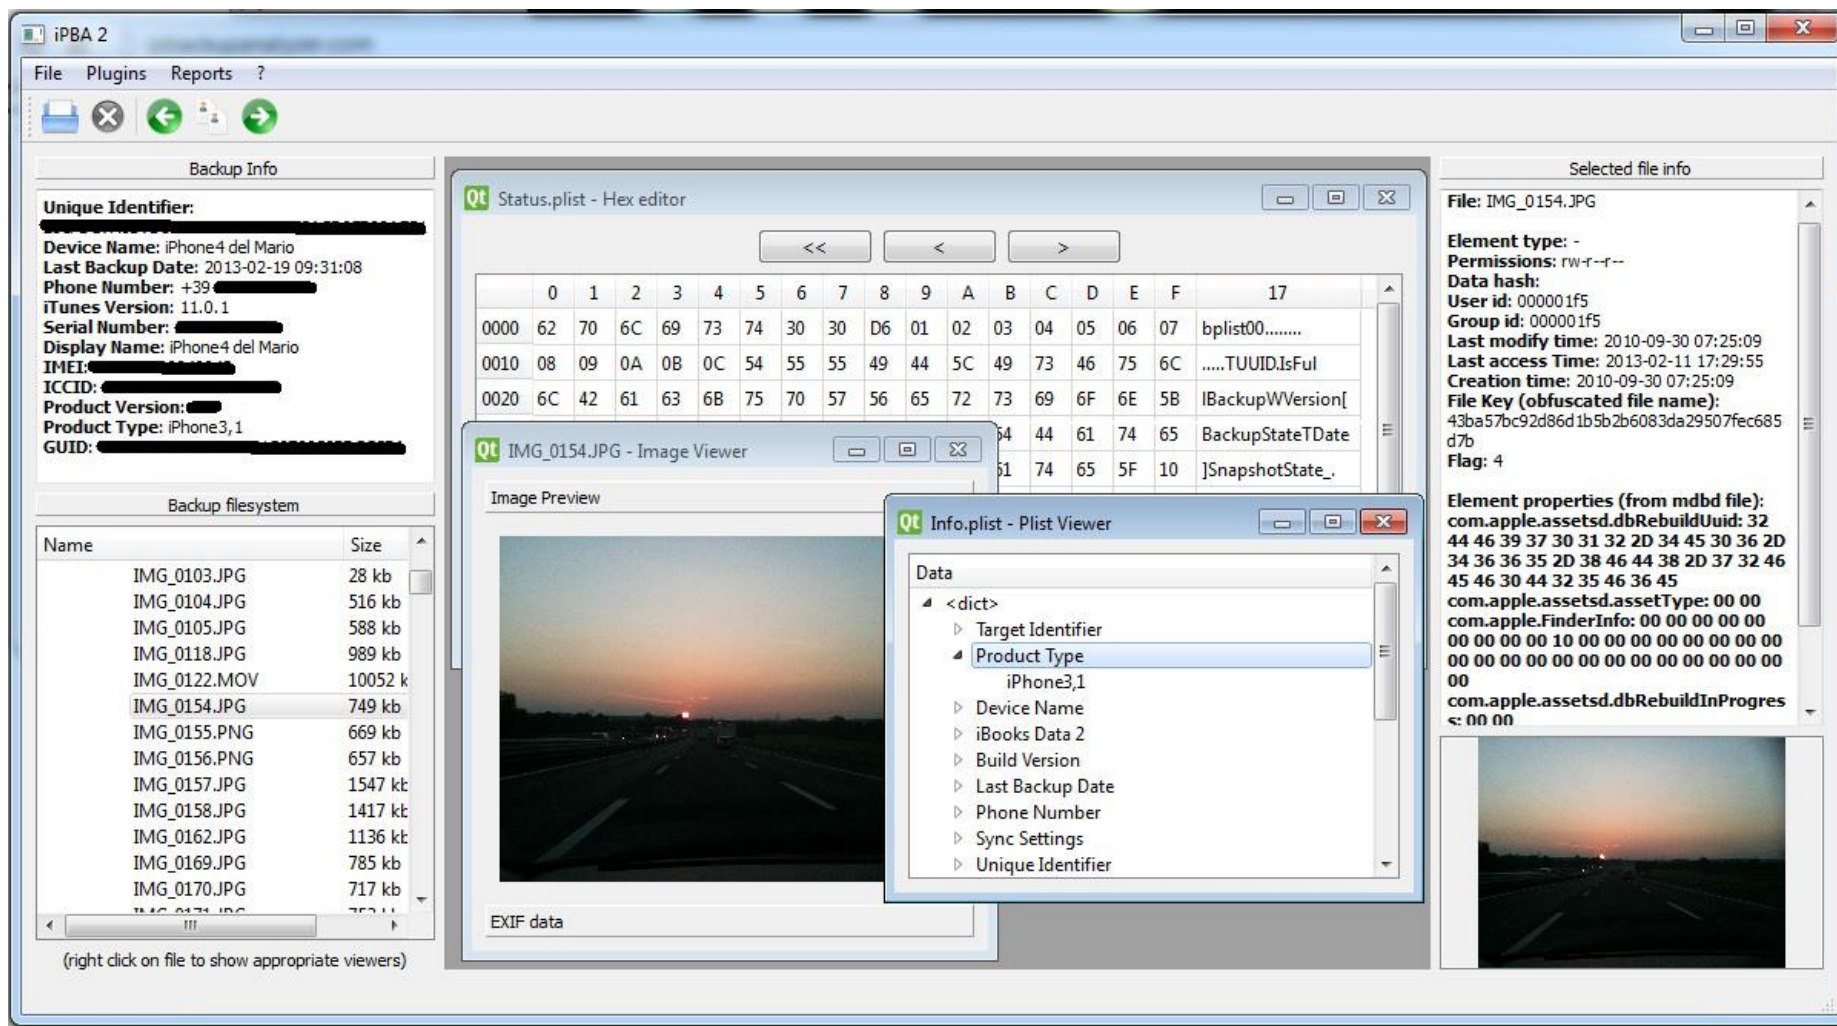 iPBA 2
File Plugins Reports ?
Backup Info
Unique Identifier:
Device Name: iPhone4 del Mario
Last Backup Date: 2013-02-19 09:31:08
Phone Number: +39
iTunes Version: 11.0.1
Serial Number:
Display Name: iPhone4 del Mario
IMEI:
ICCID:
Product Version:
Product Type: iPhone3,1
GUID:
Backup filesystem
Name Size
IMG_0103.JPG 28 kb
IMG_0104.JPG 516 kb
IMG_0105.JPG 588 kb
IMG_0118.JPG 989 kb
IMG_0122.MOV 10052 k
IMG_0154.JPG 749 kb
IMG_0155.PNG 669 kb
IMG_0156.PNG 657 kb
IMG_0157.JPG 1547 kb
IMG_0158.JPG 1417 kb
IMG_0162.JPG 1136 kb
IMG_0169.JPG 785 kb
IMG_0170.JPG 717 kb
(right click on file to show appropriate viewers)
Qt Status.plist - Hex editor
<< < >
0 1 2 3 4 5 6 7 8 9 A B C D E F 17
0000 62 70 6C 69 73 74 30 30 D6 01 02 03 04 05 06 07 bplist00........
0010 08 09 0A 0B 0C 54 55 55 49 44 5C 49 73 46 75 6C .....TUUID.IsFul
0020 6C 42 61 63 6B 75 70 57 56 65 72 73 69 6F 6E 5B lBackupWVersion[
44 61 74 65 BackupStateTDate
74 65 5F 10 ]SnapshotState_.
Qt IMG_0154.JPG - Image Viewer
Image Preview
EXIF data
Qt Info.plist - Plist Viewer
Data
<dict>
Target Identifier
Product Type
iPhone3,1
Device Name
iBooks Data 2
Build Version
Last Backup Date
Phone Number
Sync Settings
Unique Identifier
Selected file info
File: IMG_0154.JPG
Element type: -
Permissions: rw-r--r--
Data hash:
User id: 000001f5
Group id: 000001f5
Last modify time: 2010-09-30 07:25:09
Last access Time: 2013-02-11 17:29:55
Creation time: 2010-09-30 07:25:09
File Key (obfuscated file name):
43ba57bc92d86d1b5b2b6083da29507fec685
d7b
Flag: 4
Element properties (from mdbd file):
com.apple.assetsd.dbRebuildUuid: 32
44 46 39 37 30 31 32 2D 34 45 30 36 2D
34 36 36 35 2D 38 46 44 38 2D 37 32 46
45 46 30 44 32 35 46 36 45
com.apple.assetsd.assetType: 00 00
com.apple.FinderInfo: 00 00 00 00 00
00 00 00 00 10 00 00 00 00 00 00 00 00
00 00 00 00 00 00 00 00 00 00 00 00 00
00
com.apple.assetsd.dbRebuildInProgres
s: 00 00